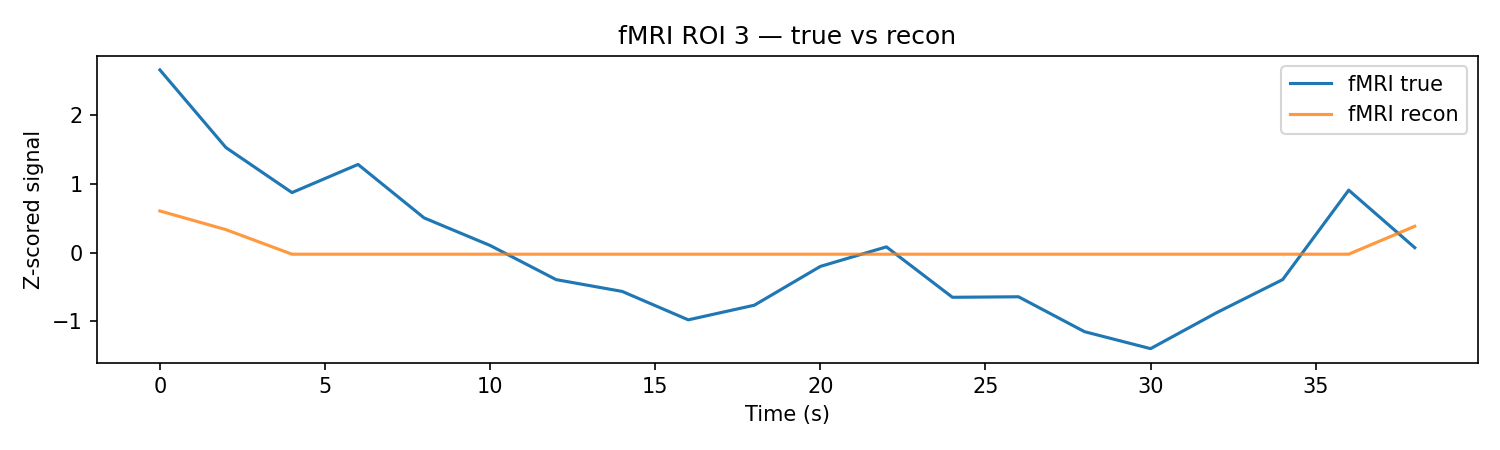 fMRI ROI 3 — true vs recon
fMRI true
fMRI recon
Z-scored signal
2
1
0
−1
0 5 10 15 20 25 30 35
Time (s)